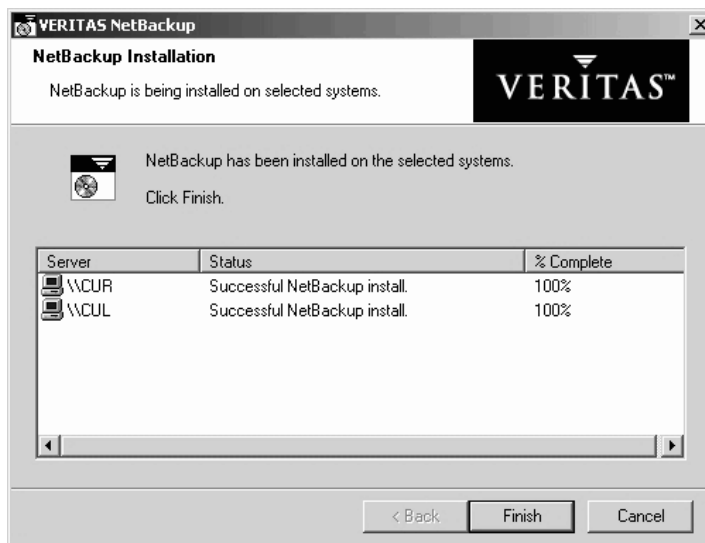 VERITAS NetBackup
NetBackup Installation
NetBackup is being installed on selected systems.
VERITAS™
NetBackup has been installed on the selected systems.
Click Finish.
Server Status % Complete
\\CUR Successful NetBackup install. 100%
\\CUL Successful NetBackup install. 100%
< Back Finish Cancel